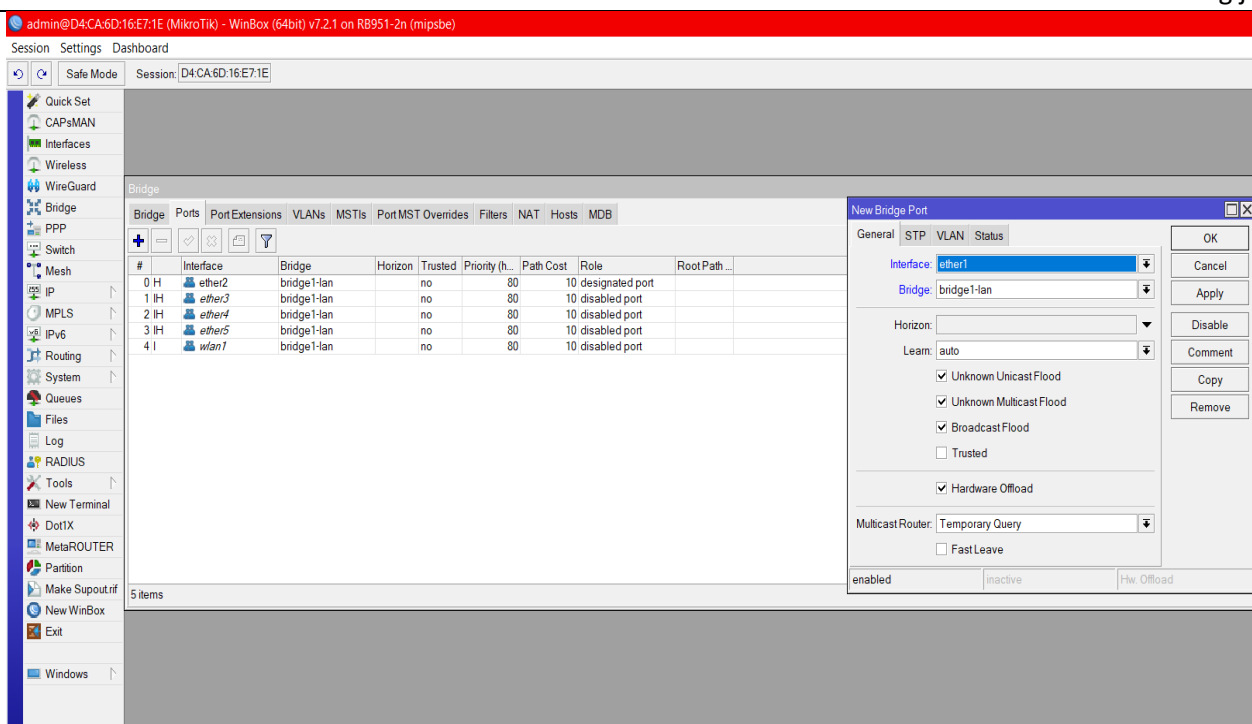 admin@D4:CA:6D:16:E7:1E (MikroTik) - WinBox (64bit) v7.2.1 on RB951-2n (mipsbe)
Session Settings Dashboard
Safe Mode Session: D4:CA:6D:16:E7:1E
Quick Set
CAPsMAN
Interfaces
Wireless
WireGuard
Bridge
PPP
Switch
Mesh
IP
MPLS
IPv6
Routing
System
Queues
Files
Log
RADIUS
Tools
New Terminal
Dot1X
MetaROUTER
Partition
Make Supout.rif
New WinBox
Exit
Windows
Bridge
Bridge Ports Port Extensions VLANs MSTIs Port MST Overrides Filters NAT Hosts MDB
# Interface Bridge Horizon Trusted Priority (h... Path Cost Role Root Path ...
0 H ether2 bridge1-lan no 80 10 designated port
1 IH ether3 bridge1-lan no 80 10 disabled port
2 IH ether4 bridge1-lan no 80 10 disabled port
3 IH ether5 bridge1-lan no 80 10 disabled port
4 I wlan1 bridge1-lan no 80 10 disabled port
5 items
New Bridge Port
General STP VLAN Status
Interface: ether1
Bridge: bridge1-lan
Horizon:
Learn: auto
Unknown Unicast Flood
Unknown Multicast Flood
Broadcast Flood
Trusted
Hardware Offload
Multicast Router: Temporary Query
Fast Leave
OK
Cancel
Apply
Disable
Comment
Copy
Remove
enabled inactive Hw. Offload